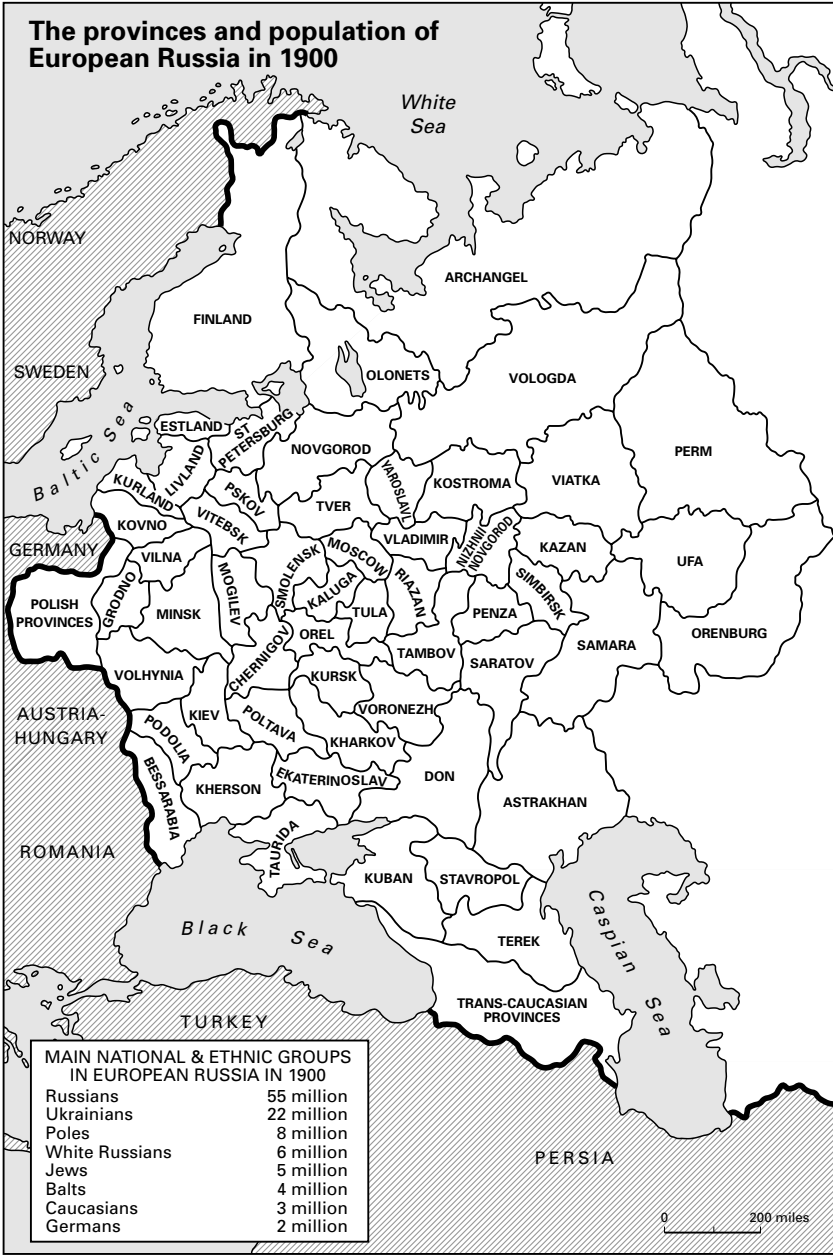 The provinces and population of
European Russia in 1900
White
Sea
NORWAY
ARCHANGEL
FINLAND
SWEDEN
OLONETS
VOLOGDA
Baltic Sea
ESTLAND
ST
PETERSBURG
NOVGOROD
PERM
LIVLAND
YAROSLAVL
KOSTROMA
VIATKA
KURLAND
PSKOV
TVER
KOVNO
VITEBSK
VLADIMIR
NIZHNII
NOVGOROD
KAZAN
GERMANY
VILNA
SMOLENSK
MOSCOW
UFA
POLISH
PROVINCES
GRODNO
MINSK
MOGILEV
KALUGA
TULA
RIAZAN
PENZA
SIMBIRSK
OREL
SAMARA
ORENBURG
VOLHYNIA
CHERNIGOV
TAMBOV
SARATOV
KURSK
AUSTRIA-
HUNGARY
PODOLIA
KIEV
POLTAVA
VORONEZH
KHARKOV
BESSARABIA
KHERSON
EKATERINOSLAV
DON
ASTRAKHAN
ROMANIA
TAURIDA
KUBAN
STAVROPOL
Black Sea
TEREK
Caspian Sea
TRANS-CAUCASIAN
PROVINCES
TURKEY
MAIN NATIONAL & ETHNIC GROUPS
IN EUROPEAN RUSSIA IN 1900
Russians 55 million
Ukrainians 22 million
Poles 8 million
White Russians 6 million
Jews 5 million
Balts 4 million
Caucasians 3 million
Germans 2 million
PERSIA
0 200 miles